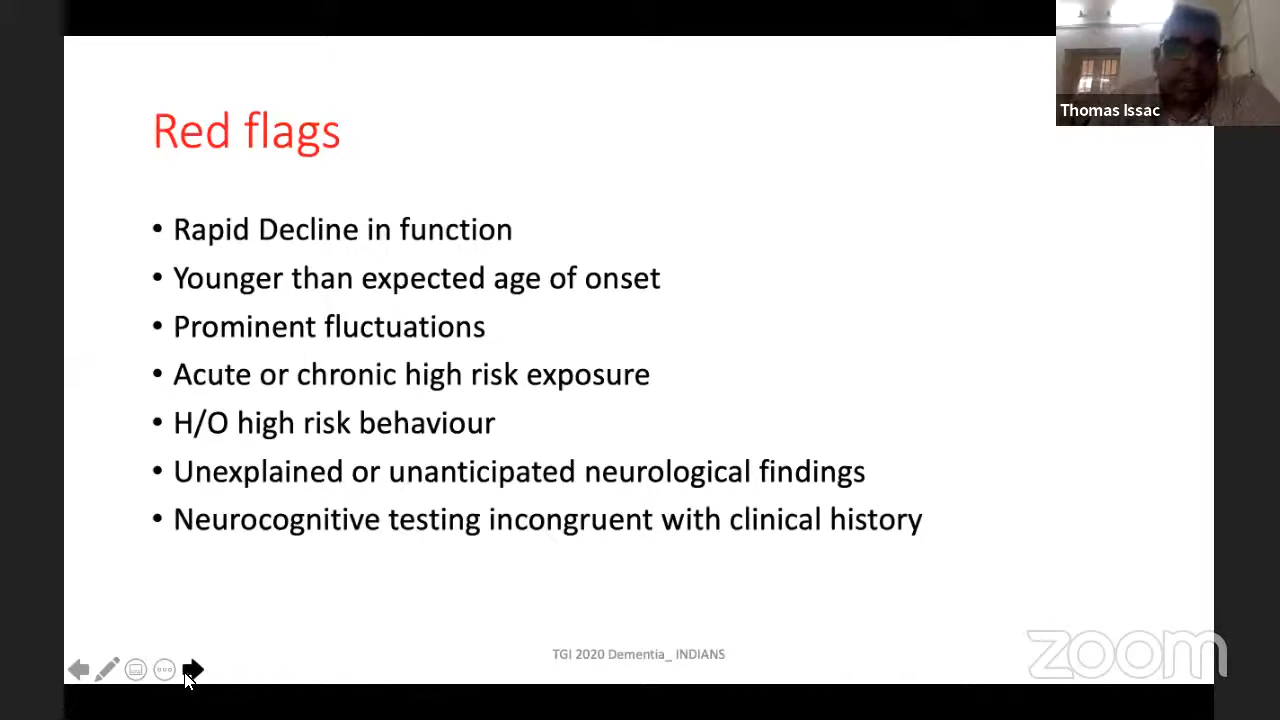 Thomas Issac
Red flags
• Rapid Decline in function
• Younger than expected age of onset
• Prominent fluctuations
• Acute or chronic high risk exposure
• H/O high risk behaviour
• Unexplained or unanticipated neurological findings
• Neurocognitive testing incongruent with clinical history
TGI 2020 Dementia_ INDIANS
zoom